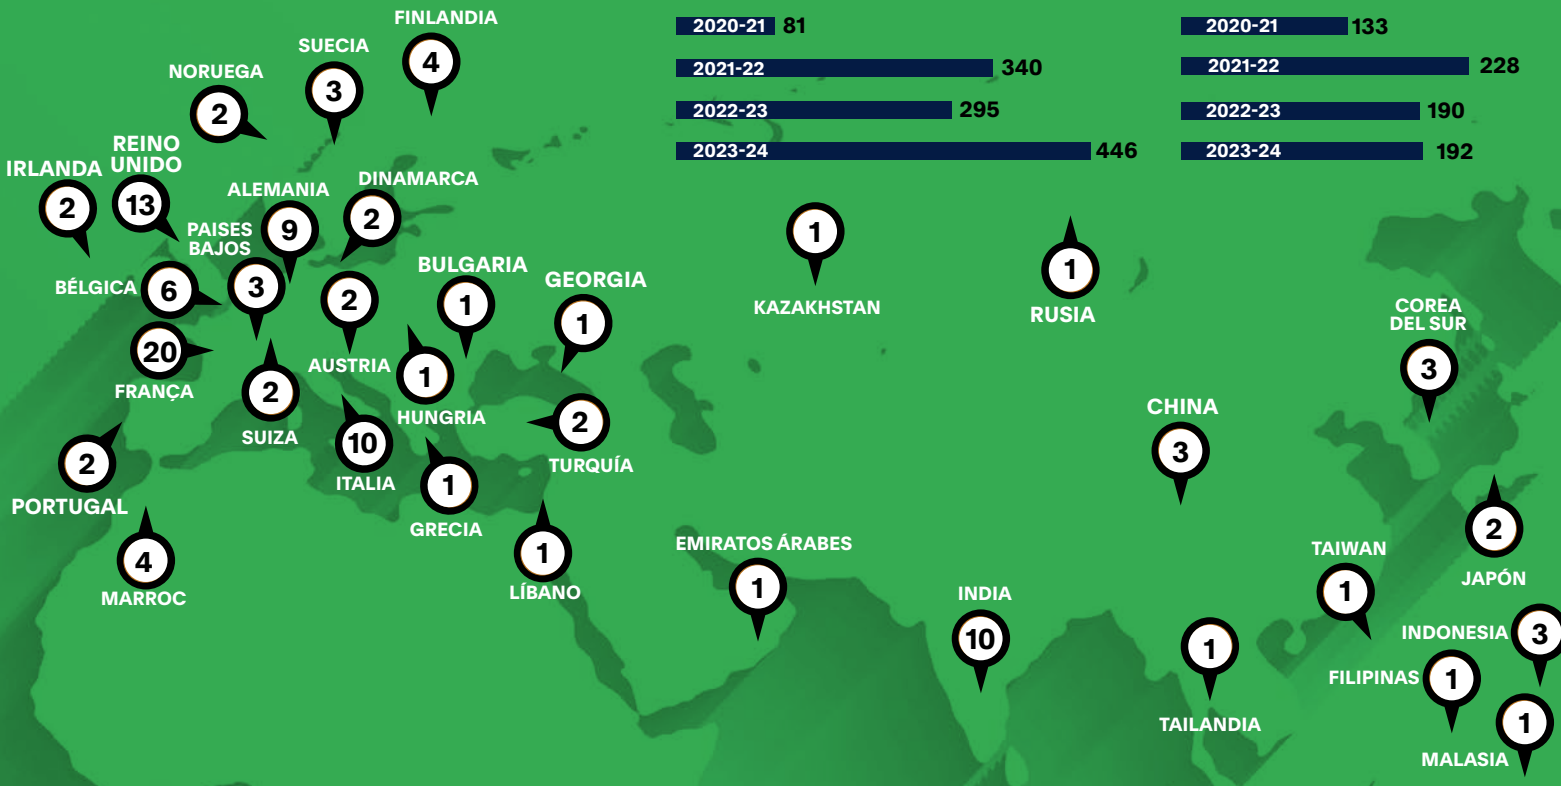 2020-21 81
2021-22 340
2022-23 295
2023-24 446
2020-21 133
2021-22 228
2022-23 190
2023-24 192
FINLANDIA
4
SUECIA
3
NORUEGA
2
REINO
UNIDO
13
IRLANDA
2
ALEMANIA
9
DINAMARCA
2
PAISES
BAJOS
3
BÉLGICA 6
BULGARIA
1
GEORGIA
1
2
AUSTRIA
20
FRANÇA
2
SUIZA
1
HUNGRIA
10
ITALIA
2
TURQUÍA
2
PORTUGAL
1
GRECIA
4
MARROC
1
LÍBANO
1
KAZAKHSTAN
1
RUSIA
COREA
DEL SUR
3
CHINA
3
2
JAPÓN
EMIRATOS ÁRABES
1
INDIA
10
TAIWAN
1
1
TAILANDIA
INDONESIA 3
FILIPINAS 1
1
MALASIA